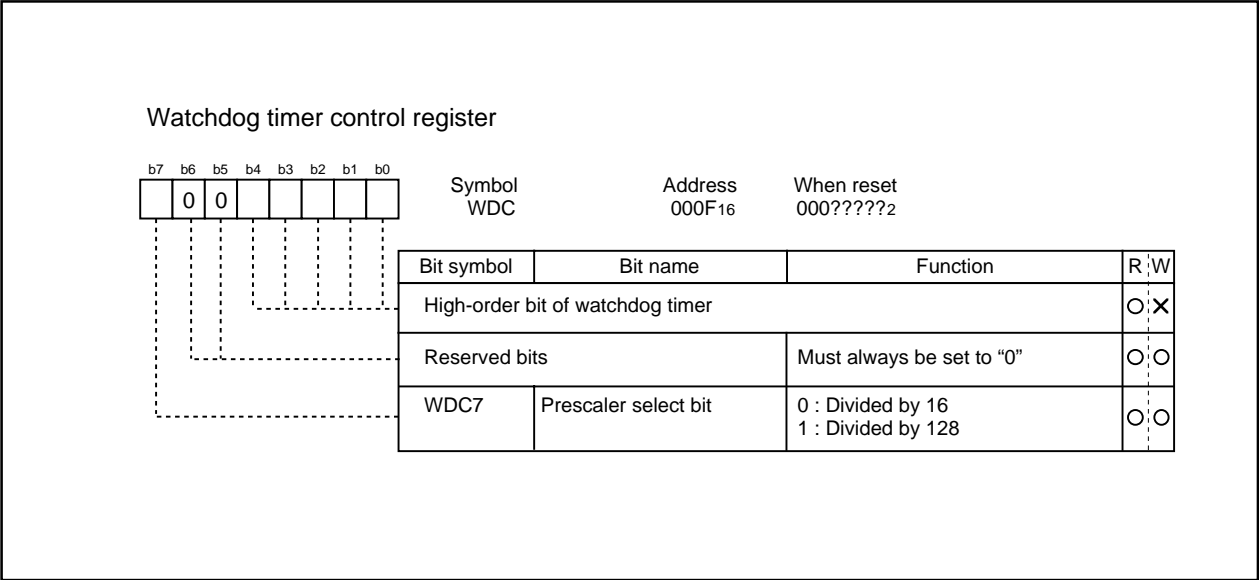 Watchdog timer control register
b7 b6 b5 b4 b3 b2 b1 b0
0 0
Symbol Address When reset
WDC 000F16 000?????2
Bit symbol Bit name Function R W
High-order bit of watchdog timer
Reserved bits Must always be set to “0”
WDC7 Prescaler select bit 0 : Divided by 16
1 : Divided by 128